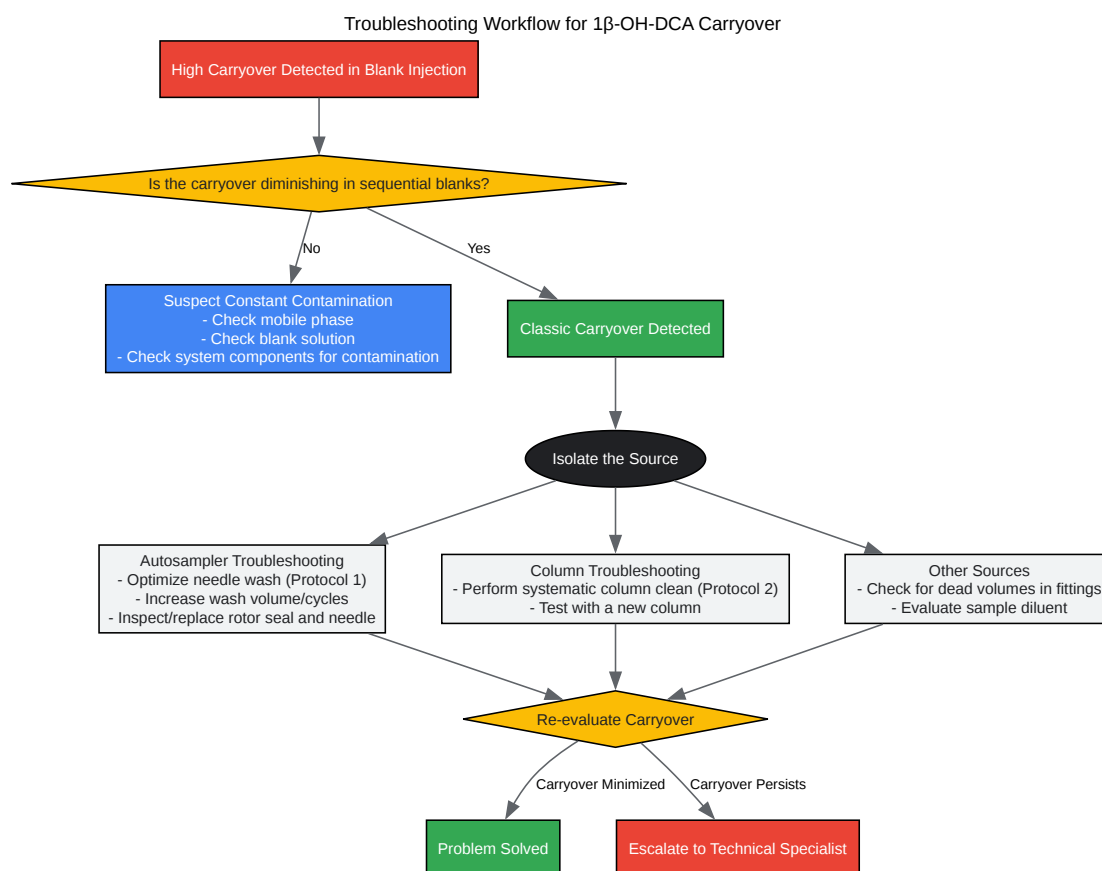 Troubleshooting Workflow for 1β-OH-DCA Carryover
High Carryover Detected in Blank Injection
Is the carryover diminishing in sequential blanks?
No
Yes
Suspect Constant Contamination
- Check mobile phase
- Check blank solution
- Check system components for contamination
Classic Carryover Detected
Isolate the Source
Autosampler Troubleshooting
- Optimize needle wash (Protocol 1)
- Increase wash volume/cycles
- Inspect/replace rotor seal and needle
Column Troubleshooting
- Perform systematic column clean (Protocol 2)
- Test with a new column
Other Sources
- Check for dead volumes in fittings
- Evaluate sample diluent
Re-evaluate Carryover
Carryover Minimized
Carryover Persists
Problem Solved
Escalate to Technical Specialist